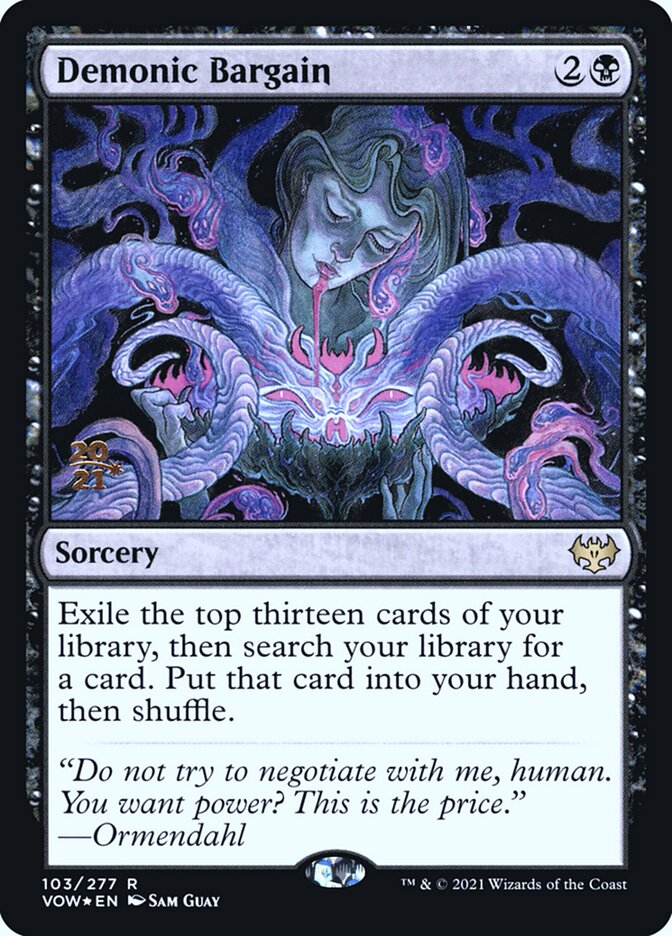 Demonic Bargain 2
20
21
Sorcery
Exile the top thirteen cards of your
library, then search your library for
a card. Put that card into your hand,
then shuffle.
“Do not try to negotiate with me, human.
You want power? This is the price.”
—Ormendahl
103/277 R
™ & © 2021 Wizards of the Coast
VOW★EN Sam Guay